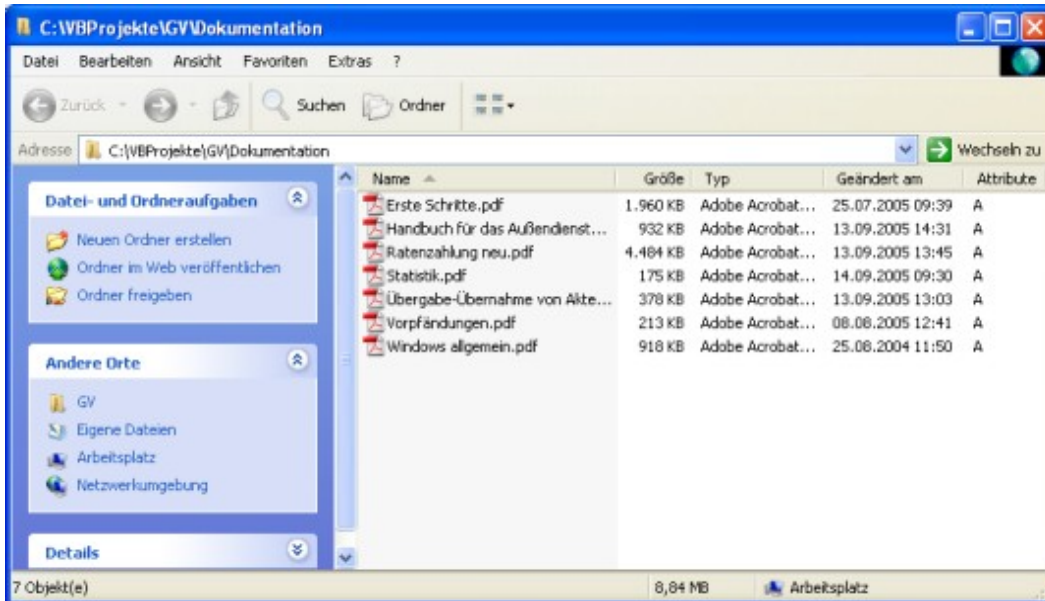 C:\VBProjekte\GV\Dokumentation
Datei Bearbeiten Ansicht Favoriten Extras ?
Zurück Suchen Ordner
Adresse C:\VBProjekte\GV\Dokumentation Wechseln zu
Datei- und Ordneraufgaben
Neuen Ordner erstellen
Ordner im Web veröffentlichen
Ordner freigeben
Andere Orte
GV
Eigene Dateien
Arbeitsplatz
Netzwerkumgebung
Details
Name Größe Typ Geändert am Attribute
Erste Schritte.pdf 1.960 KB Adobe Acrobat... 25.07.2005 09:39 A
Handbuch für das Außendienst... 932 KB Adobe Acrobat... 13.09.2005 14:31 A
Ratenzahlung neu.pdf 4.484 KB Adobe Acrobat... 13.09.2005 13:45 A
Statistik.pdf 175 KB Adobe Acrobat... 14.09.2005 09:30 A
Übergabe-Übernahme von Akte... 378 KB Adobe Acrobat... 13.09.2005 13:03 A
Vorpfändungen.pdf 213 KB Adobe Acrobat... 08.08.2005 12:41 A
Windows allgemein.pdf 918 KB Adobe Acrobat... 25.08.2004 11:50 A
7 Objekt(e) 8,84 MB Arbeitsplatz